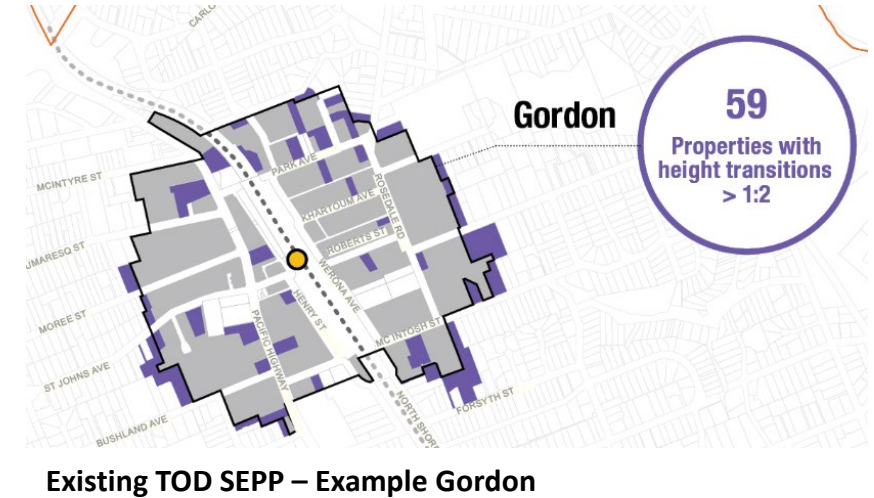 CARLO
Gordon
59
Properties with
height transitions
> 1:2
PARK AVE
MCINTYRE ST
ROSEDALE RD
KHARTOUM AVE
UMARESQ ST
ROBERTS ST
WERONA AVE
HENRY ST
MOREE ST
PACIFIC HIGHWAY
MC INTOSH ST
ST JOHNS AVE
NORTH SHOR
FORSYTH ST
BUSHLAND AVE
Existing TOD SEPP – Example Gordon